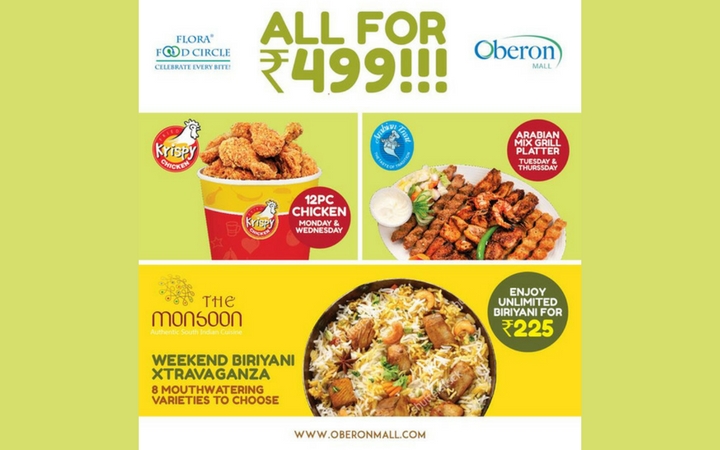 FLORA®
FOOD CIRCLE
CELEBRATE EVERY BITE!
ALL FOR
₹499!!!
Oberon
MALL
FRIED
Krispy
CHICKEN
Krispy
CHICKEN
12PC
CHICKEN
MONDAY &
WEDNESDAY
ARABIAN
MIX GRILL
PLATTER
TUESDAY &
THURSSDAY
THE
monsoon
Authentic South Indian Cuisine
WEEKEND BIRIYANI
XTRAVAGANZA
8 MOUTHWATERING
VARIETIES TO CHOOSE
ENJOY
UNLIMITED
BIRIYANI FOR
₹225
WWW.OBERONMALL.COM